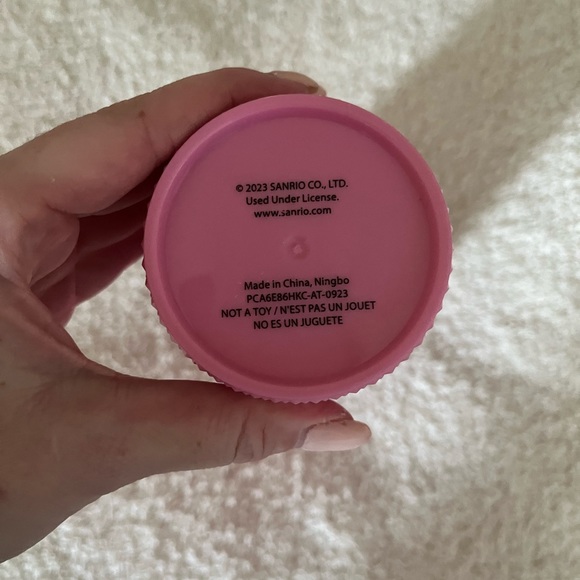 © 2023 SANRIO CO., LTD.
Used Under License.
www.sanrio.com
Made in China, Ningbo
PCA6E86HKC-AT-0923
NOT A TOY / N'EST PAS UN JOUET
NO ES UN JUGUETE